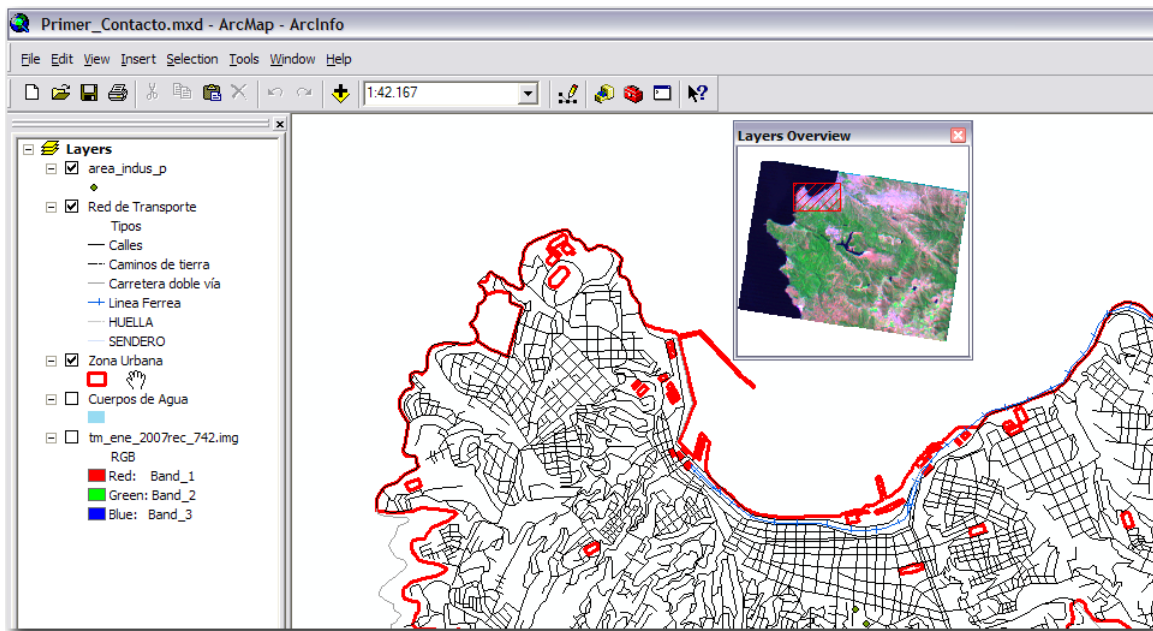 Primer_Contacto.mxd - ArcMap - ArcInfo
File Edit View Insert Selection Tools Window Help
1:42.167
Layers
area_indus_p
Red de Transporte
Tipos
Calles
Caminos de tierra
Carretera doble vía
Linea Ferrea
HUELLA
SENDERO
Zona Urbana
Cuerpos de Agua
tm_ene_2007rec_742.img
RGB
Red: Band_1
Green: Band_2
Blue: Band_3
Layers Overview